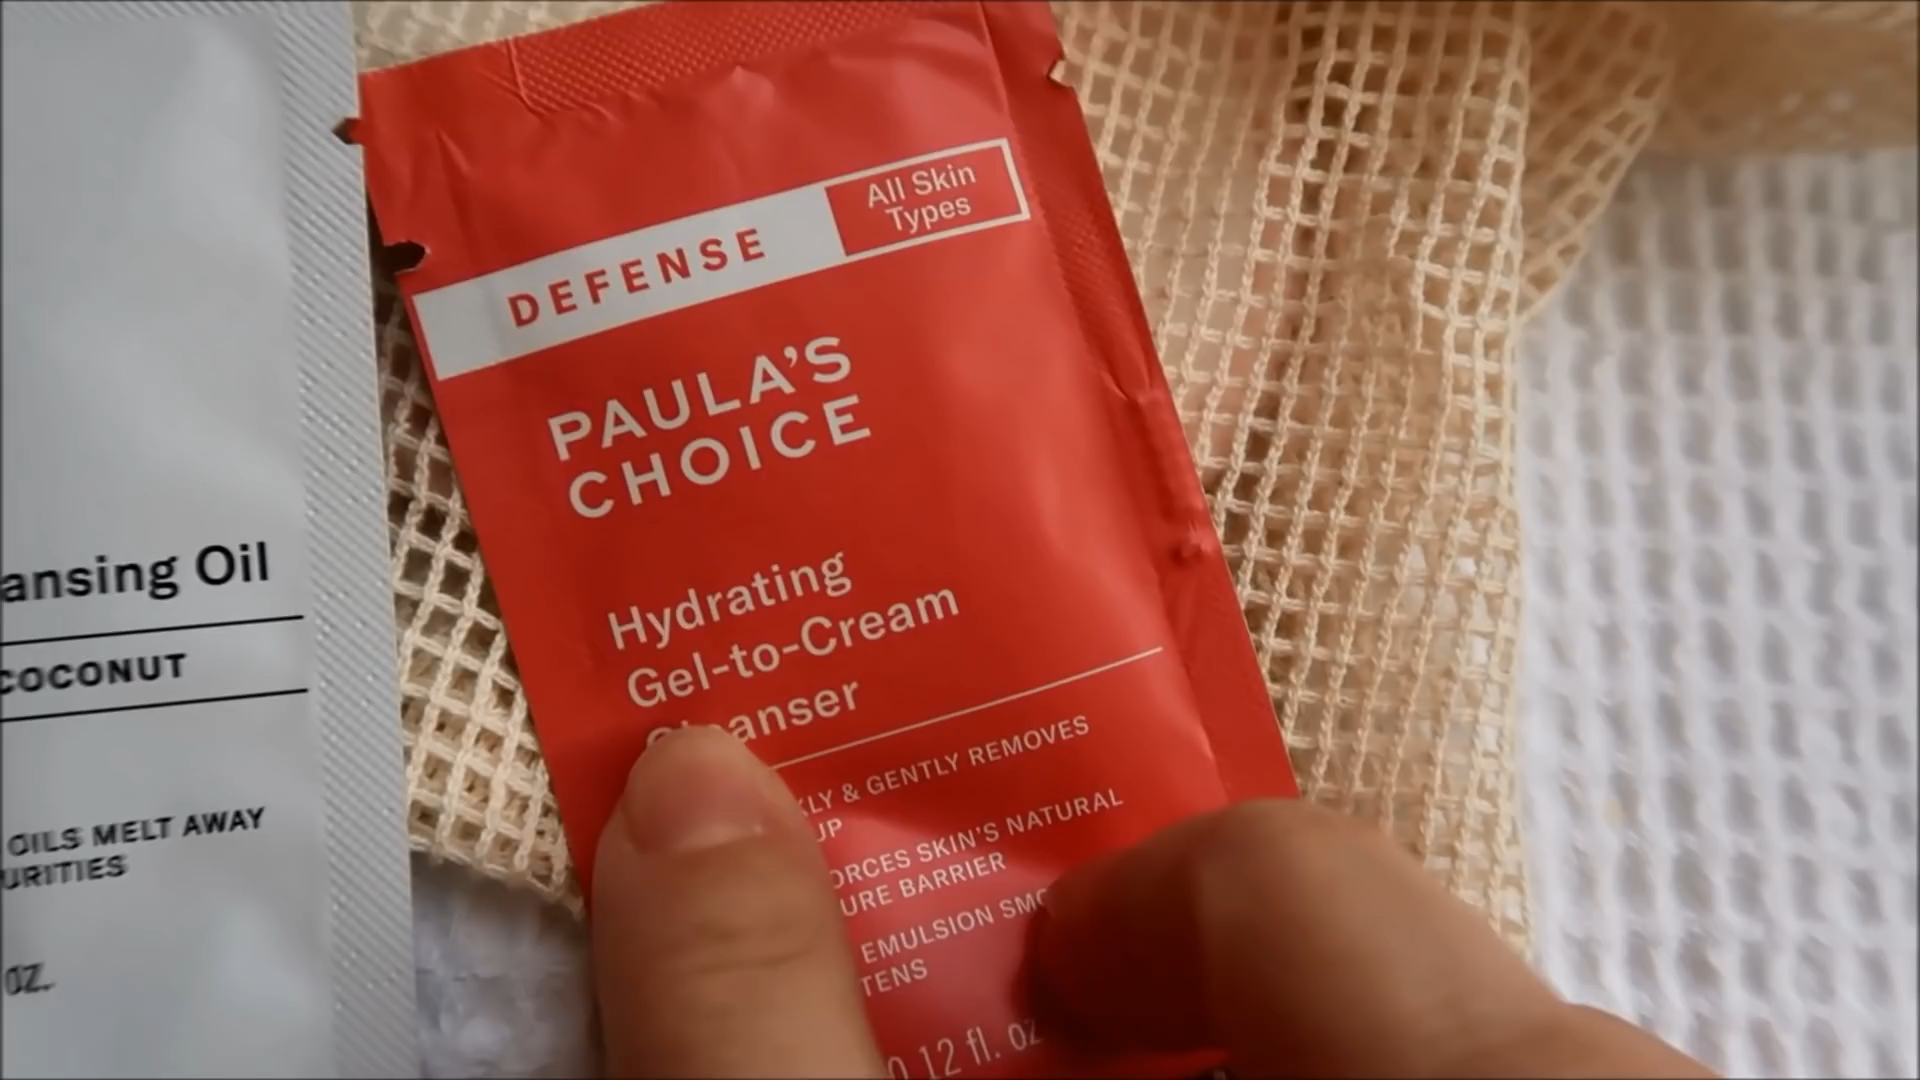 ansing Oil
COCONUT
OILS MELT AWAY
URITIES
oz.
DEFENSE
All Skin
Types
PAULA'S
CHOICE
Hydrating
Gel-to-Cream
Cleanser
KLY & GENTLY REMOVES
UP
ORCES SKIN'S NATURAL
URE BARRIER
EMULSION SMO
TENS
0.12 fl. oz